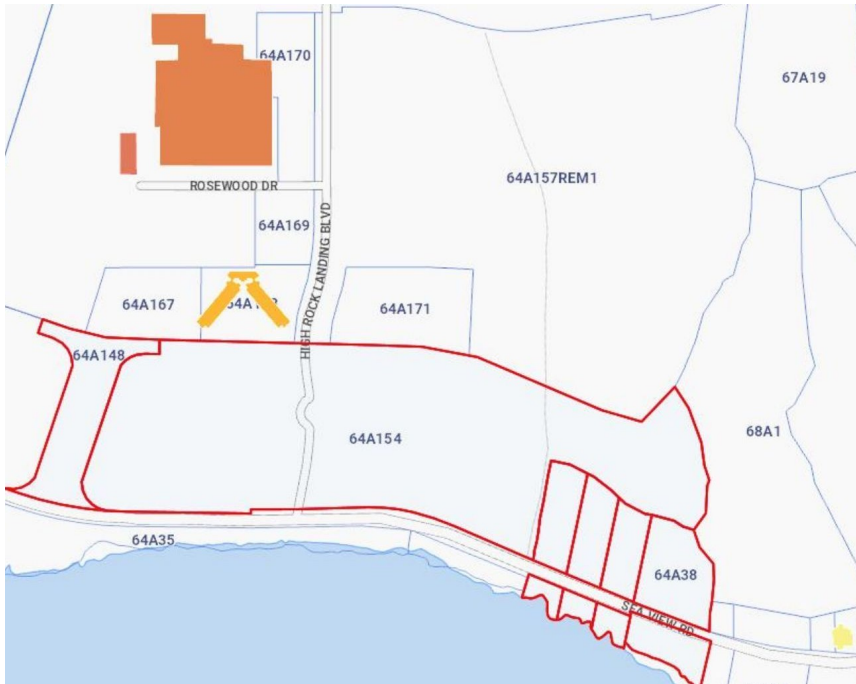 64A170
67A19
64A157REM1
ROSEWOOD DR
64A169
HIGH ROCK LANDING BLVD
64A167
64A171
64A148
64A154
68A1
64A35
64A38
SEA VIEW RD